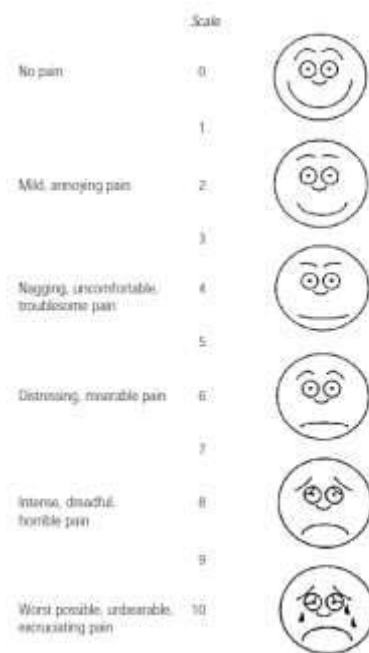 Scale
No pain 0
1
Mild, annoying pain 2
3
Nagging, uncomfortable, 4
troublesome pain
5
Distressing, miserable pain 6
7
Intense, dreadful, 8
horrible pain
9
Worst possible, unbearable, 10
excruciating pain